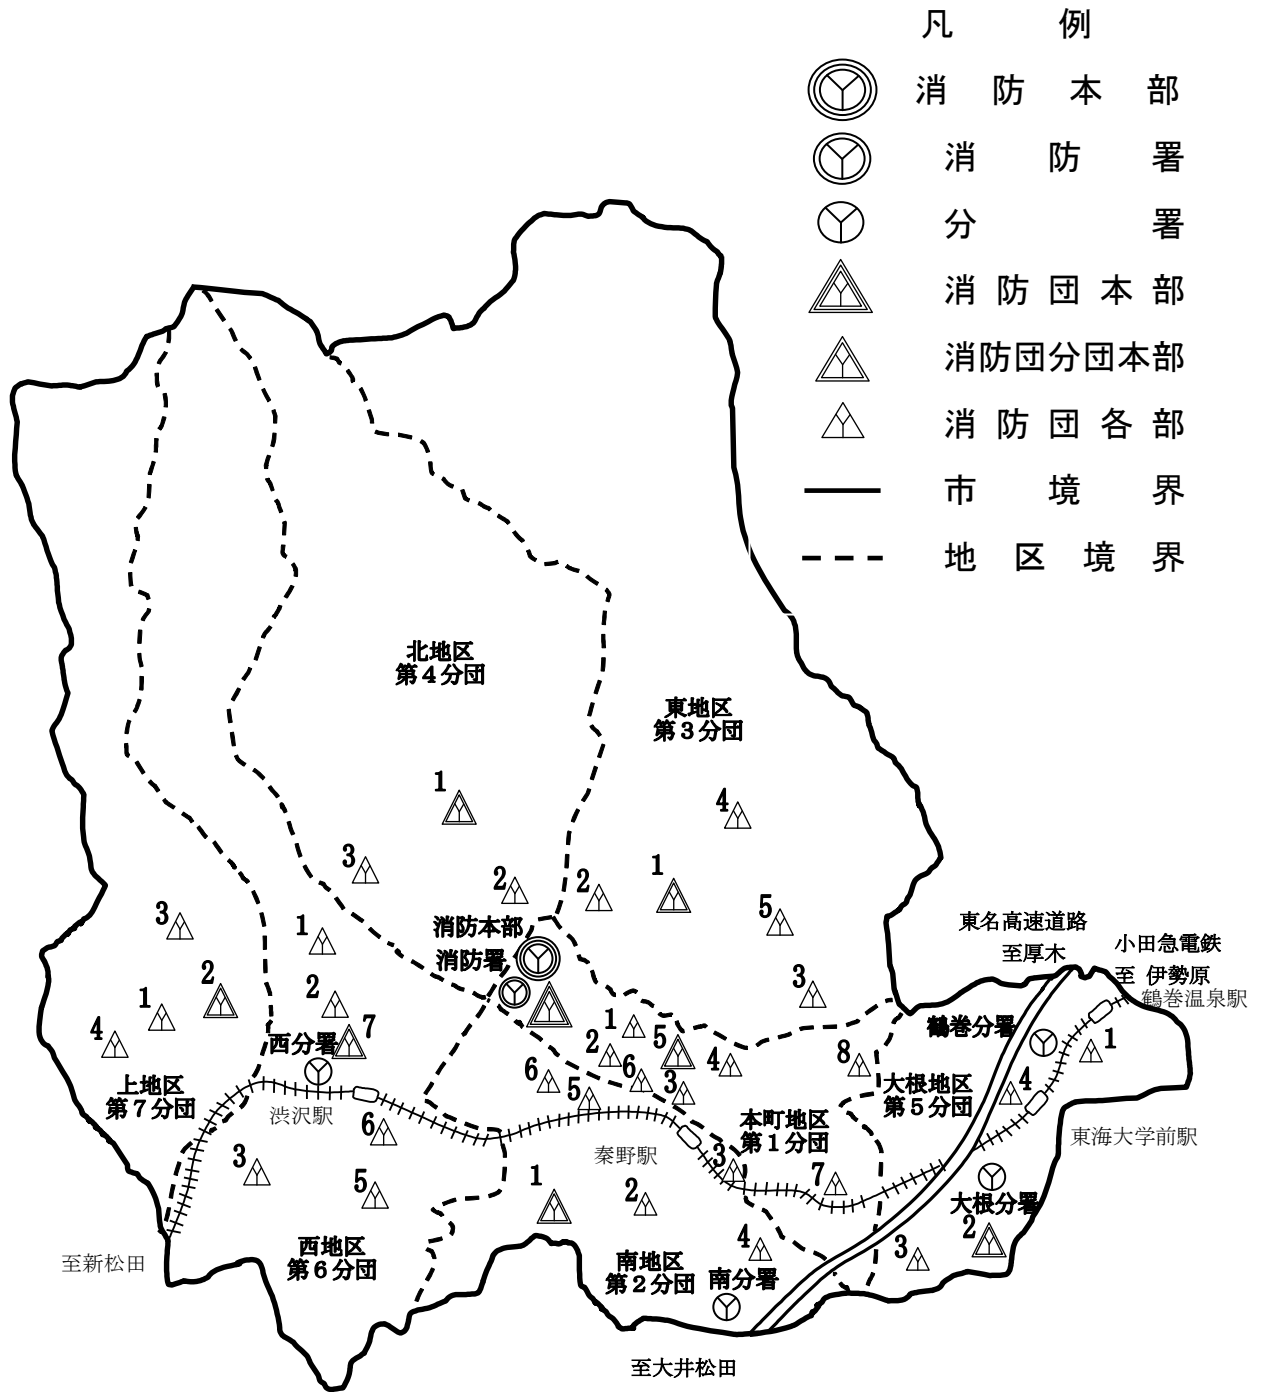 凡 例
消防本部
消防署
分署
消防団本部
消防団分団本部
消防団各部
市境界
地区境界
北地区
第４分団
東地区
第３分団
1
4
3
2
2
1
5
3
消防本部
消防署
東名高速道路
至厚木
小田急電鉄
至 伊勢原
鶴巻温泉駅
3
2
1
4
1
2
7
西分署
上地区
第７分団
渋沢駅
6
3
5
西地区
第６分団
至新松田
1
2
5
6
4
8
3
6
5
本町地区
第１分団
秦野駅
3
7
鶴巻分署
1
4
大根地区
第５分団
東海大学前駅
大根分署
2
3
1
2
4
南地区
第２分団
南分署
至大井松田